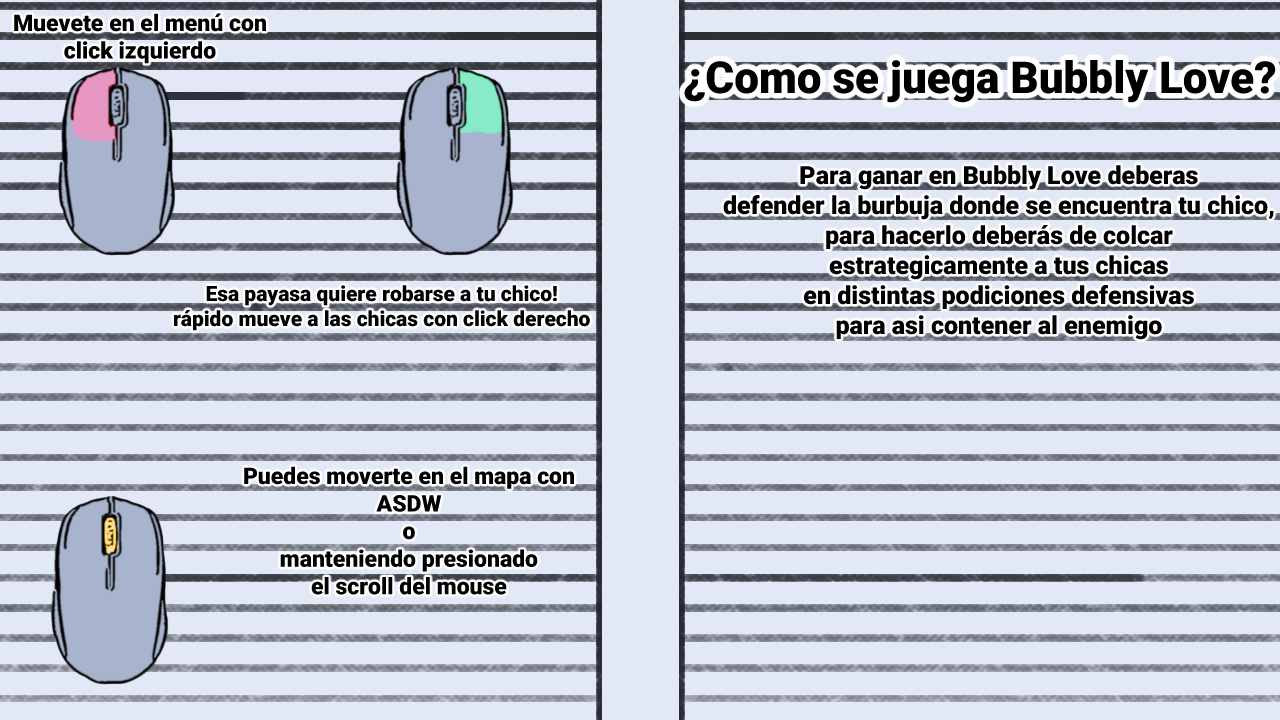 Muevete en el menú con
click izquierdo
Esa payasa quiere robarse a tu chico!
rápido mueve a las chicas con click derecho
Puedes moverte en el mapa con
ASDW
o
manteniendo presionado
el scroll del mouse
¿Como se juega Bubbly Love?
Para ganar en Bubbly Love deberas
defender la burbuja donde se encuentra tu chico,
para hacerlo deberás de colcar
estrategicamente a tus chicas
en distintas podiciones defensivas
para asi contener al enemigo